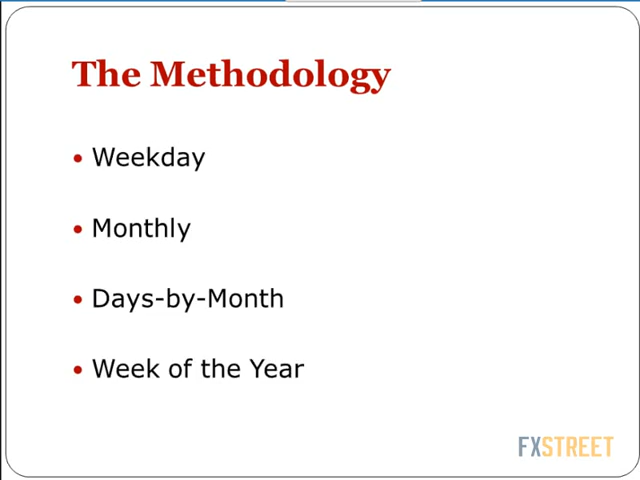 The Methodology
Weekday
Monthly
Days-by-Month
Week of the Year
FXSTREET